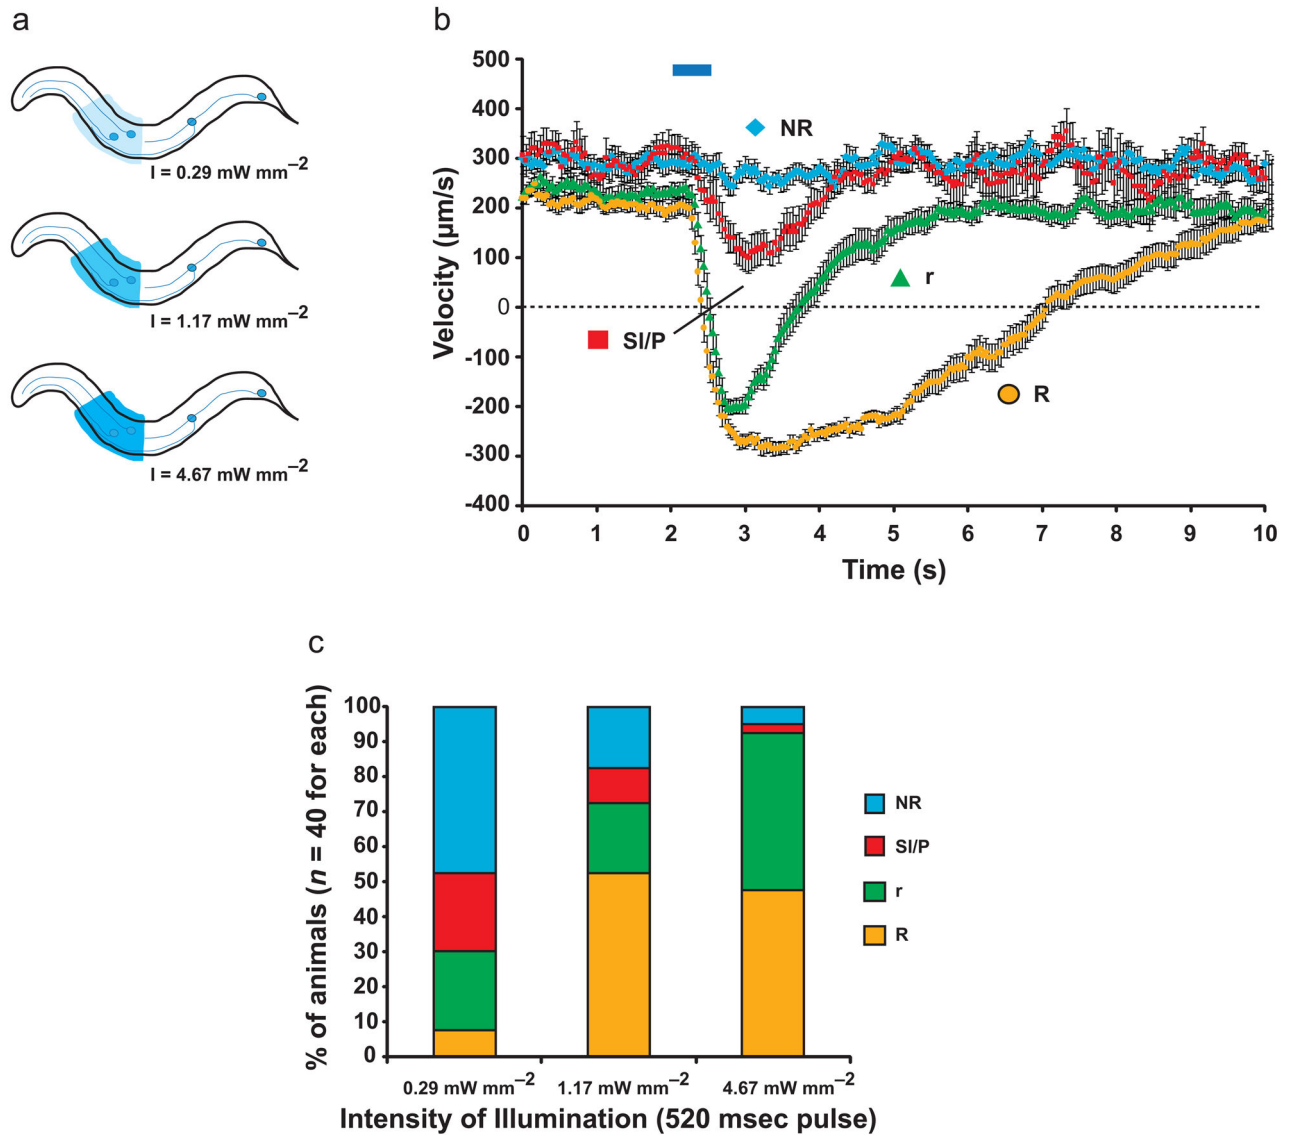 a
I = 0.29 mW mm−2
I = 1.17 mW mm−2
I = 4.67 mW mm−2
b
Velocity (µm/s)
500
400
300
200
100
0
-100
-200
-300
-400
NR
SI/P
r
R
0 1 2 3 4 5 6 7 8 9 10
Time (s)
c
% of animals (n = 40 for each)
100
90
80
70
60
50
40
30
20
10
0
NR
SI/P
r
R
0.29 mW mm−2 1.17 mW mm−2 4.67 mW mm−2
Intensity of Illumination (520 msec pulse)